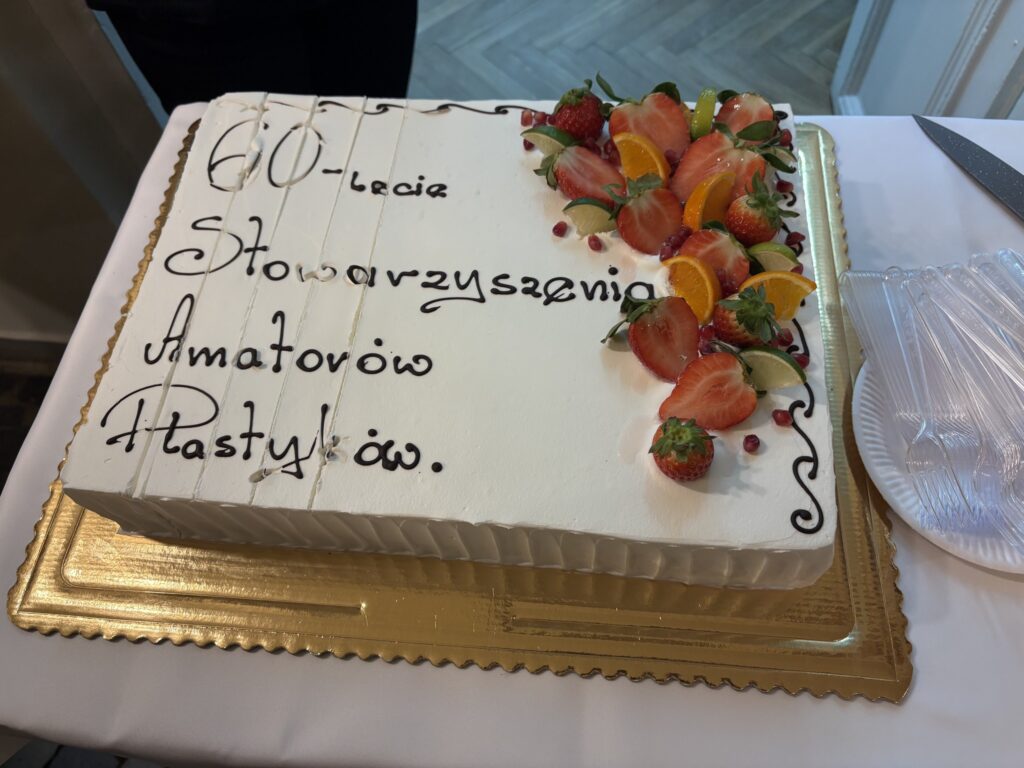 60-lecie
Stowarzyszenia
Amatorów
Plastyków.